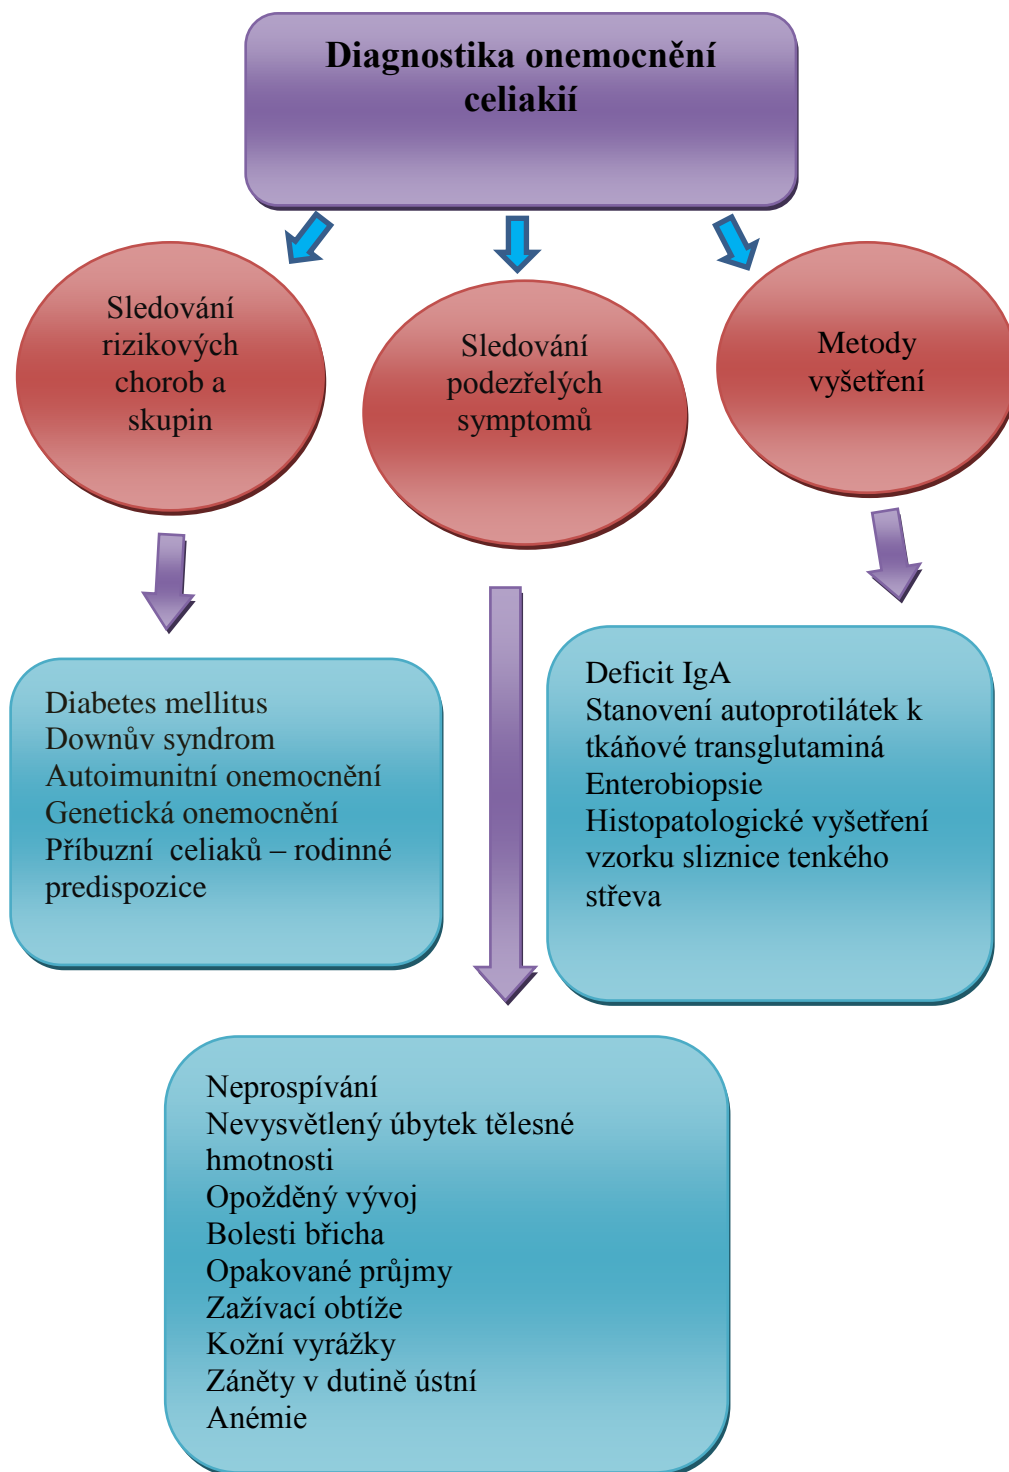 Diagnostika onemocnění
celiakií
Sledování
rizikových
chorob a
skupin
Sledování
podezřelých
symptomů
Metody
vyšetření
Diabetes mellitus
Downův syndrom
Autoimunitní onemocnění
Genetická onemocnění
Příbuzní  celiaků – rodinné
predispozice
Deficit IgA
Stanovení autoprotilátek k
tkáňové transglutaminá
Enterobiopsie
Histopatologické vyšetření
vzorku sliznice tenkého
střeva
Neprospívání
Nevysvětlený úbytek tělesné
hmotnosti
Opožděný vývoj
Bolesti břicha
Opakované průjmy
Zažívací obtíže
Kožní vyrážky
Záněty v dutině ústní
Anémie